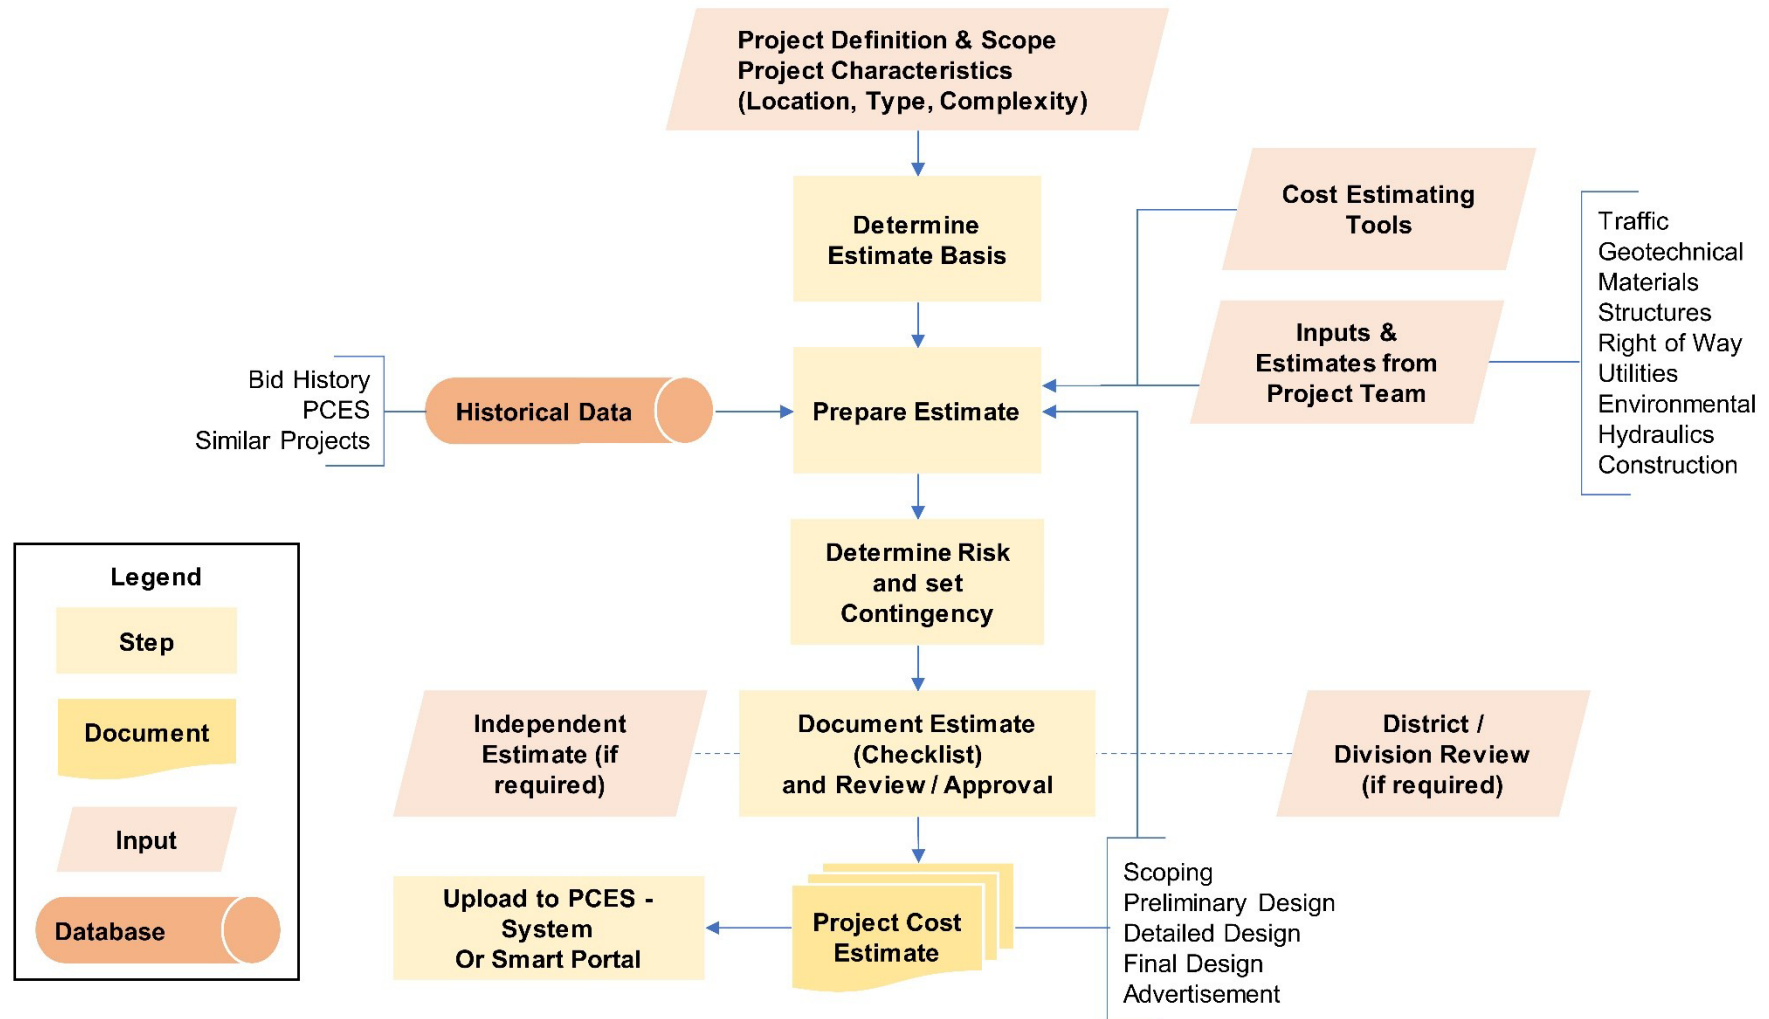 Project Definition & Scope
Project Characteristics
(Location, Type, Complexity)
Determine
Estimate Basis
Cost Estimating
Tools
Inputs &
Estimates from
Project Team
Traffic
Geotechnical
Materials
Structures
Right of Way
Utilities
Environmental
Hydraulics
Construction
Bid History
PCES
Similar Projects
Historical Data
Prepare Estimate
Determine Risk
and set
Contingency
Legend
Step
Document
Input
Database
Independent
Estimate (if
required)
Document Estimate
(Checklist)
and Review / Approval
District /
Division Review
(if required)
Upload to PCES -
System
Or Smart Portal
Project Cost
Estimate
Scoping
Preliminary Design
Detailed Design
Final Design
Advertisement